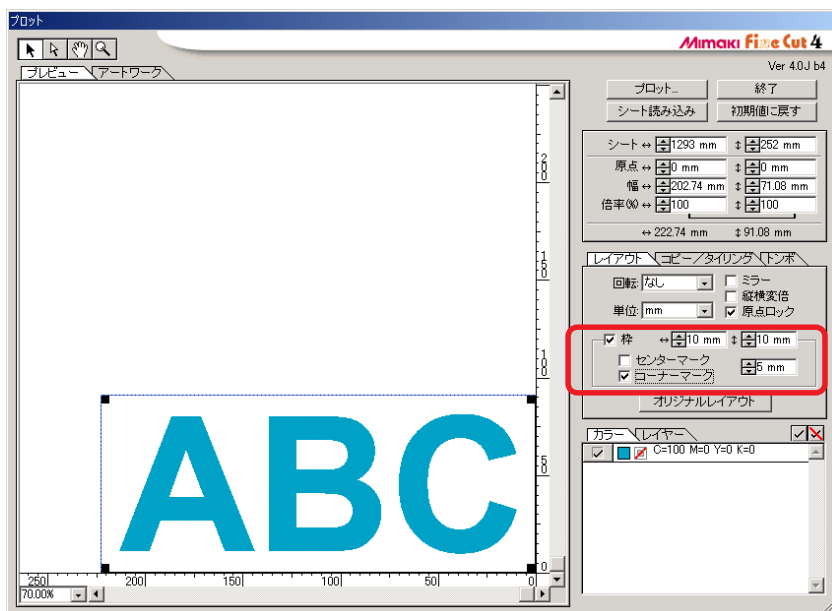 プロット
MIMAKI Fine Cut 4
Ver 4.0J b4
プレビュー アートワーク
プロット... 終了
シート読み込み 初期値に戻す
シート ↔ 1293 mm ↕ 252 mm
原点 ↔ 0 mm ↕ 0 mm
幅 ↔ 202.74 mm ↕ 71.08 mm
倍率(%) ↔ 100 ↕ 100
↔ 222.74 mm ↕ 91.08 mm
レイアウト コピー/タイリング トンボ
回転: なし ミラー
縦横変倍
単位: mm 原点ロック
枠 ↔ 10 mm ↕ 10 mm
センターマーク
コーナーマーク 5 mm
オリジナルレイアウト
カラー レイヤー
C=100 M=0 Y=0 K=0
200
150
100
50
0
ABC
250 200 150 100 50 0
70.00%